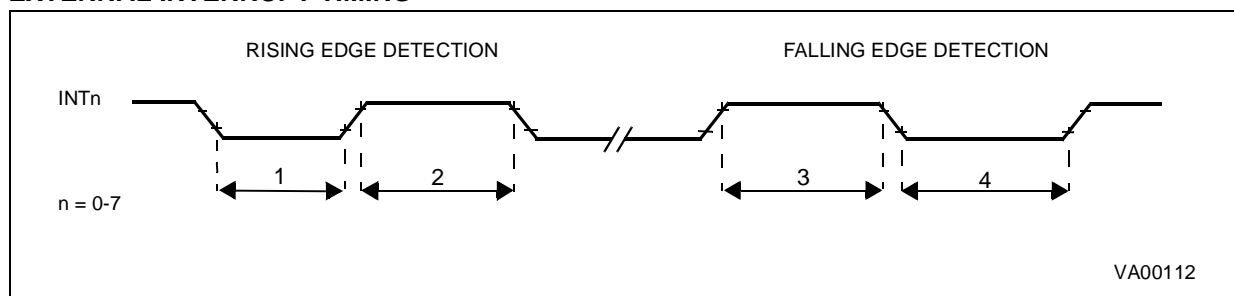 RISING EDGE DETECTION
FALLING EDGE DETECTION
INTn
1
2
3
4
n = 0-7
VA00112